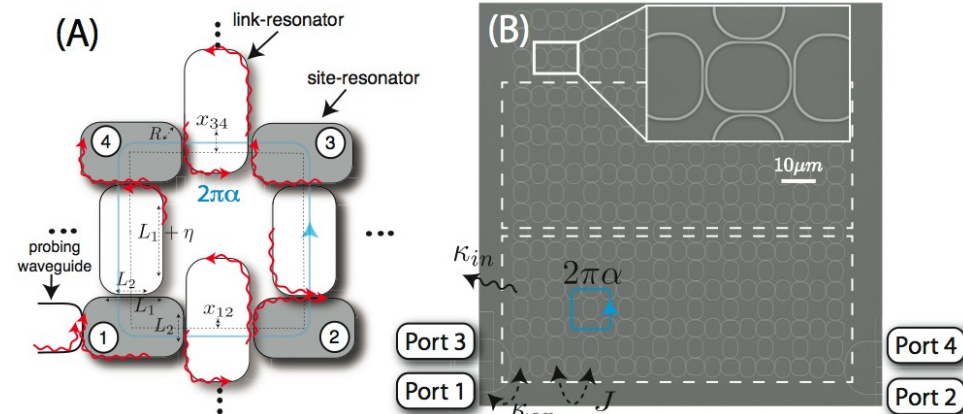 (A)
link-resonator
site-resonator
4
R
x₃₄
3
2πα
L₁ + η
probing
waveguide
L₂
L₁
x₁₂
1
L₂
2
(B)
10μm
κᵢₙ
2πα
Port 3
Port 4
Port 1
Port 2
J